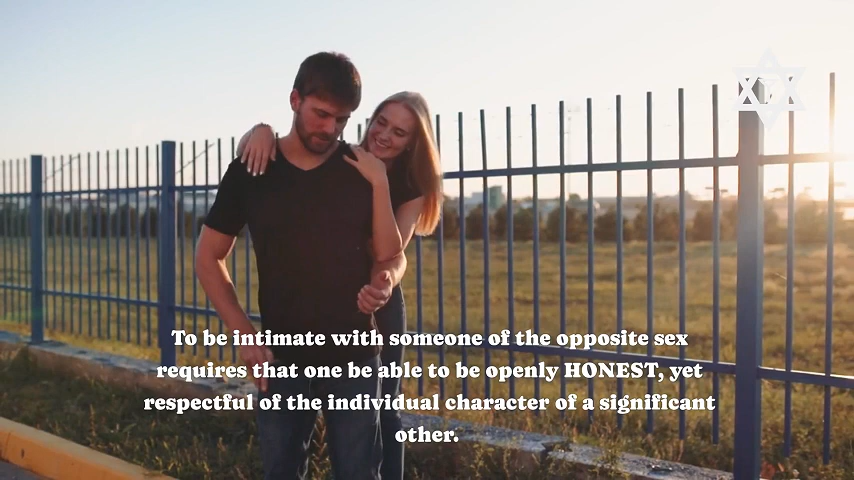 To be intimate with someone of the opposite sex
requires that one be able to be openly HONEST, yet
respectful of the individual character of a significant
other.